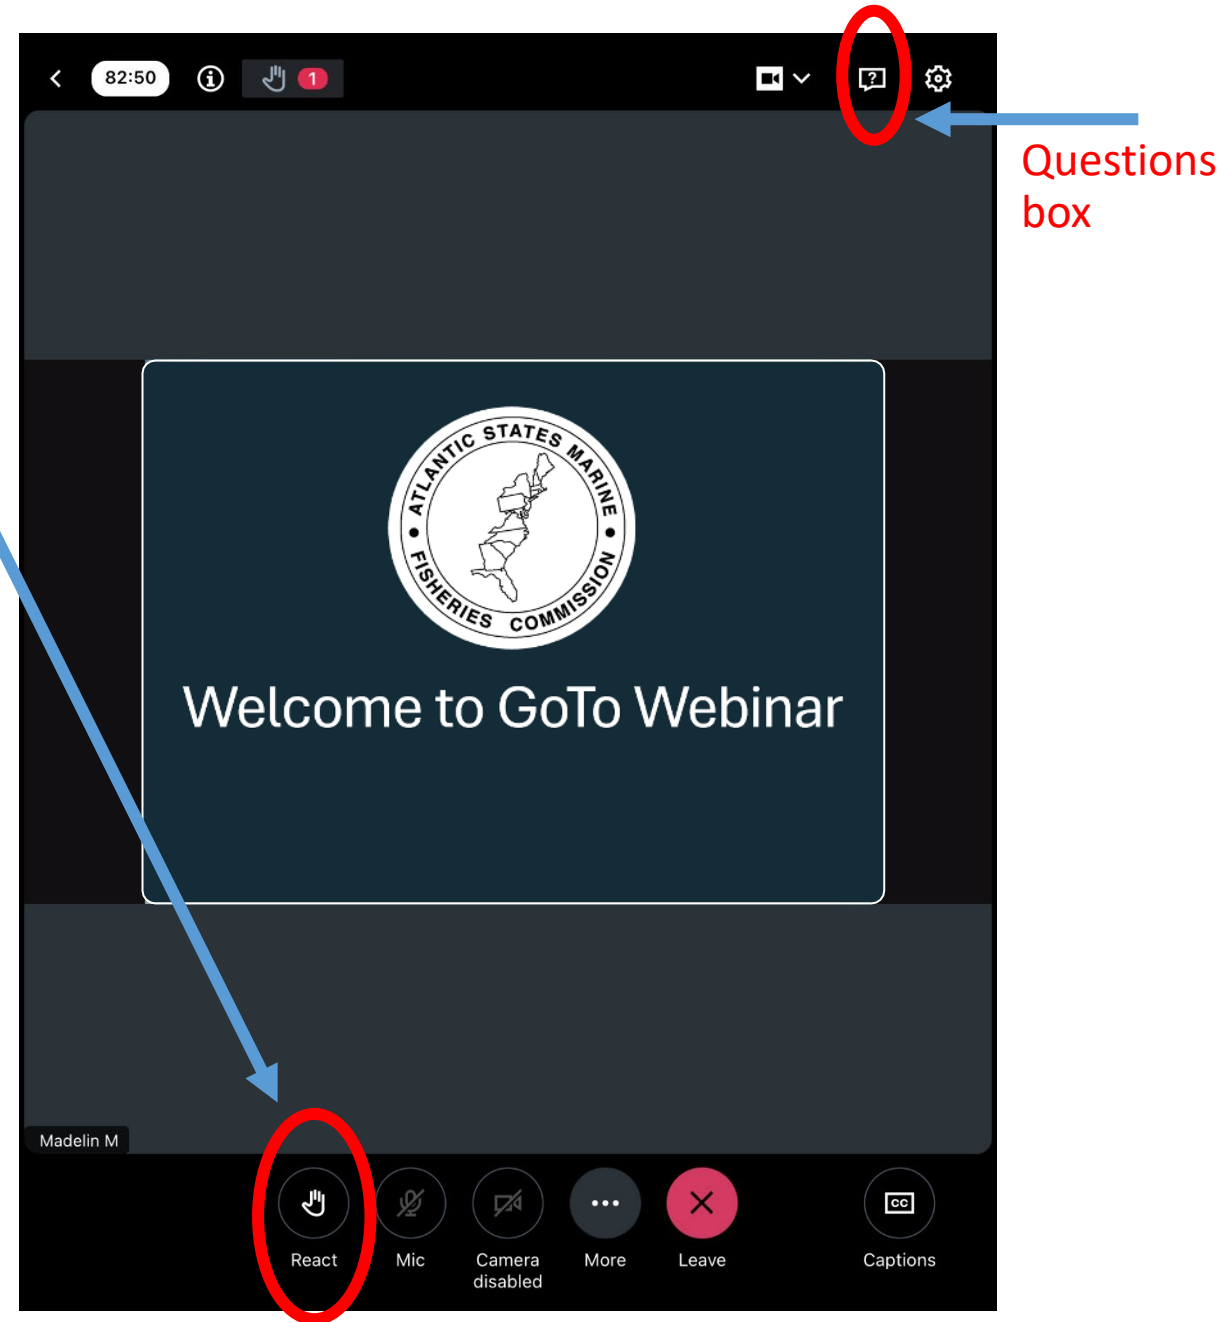 82:50
1
?
Questions
box
ATLANTIC STATES MARINE
FISHERIES COMMISSION
Welcome to GoTo Webinar
Madelin M
CC
React
Mic
Camera
disabled
More
Leave
Captions